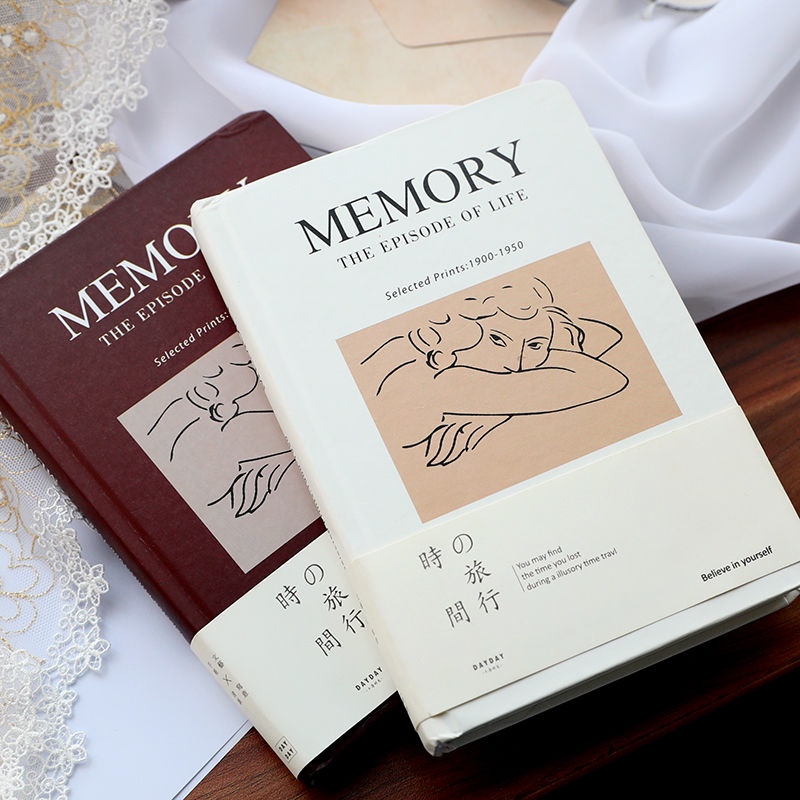 MEMORY
THE EPISODE OF LIFE
Selected Prints:1900-1950
時間
の旅行
You may find
the time you lost
during a illusory time travl
Believe in yourself
DAYDAY
MEMO
THE EPISODE
Selected Prints:
時間
の旅行
DAYDAY
DAY
DAY